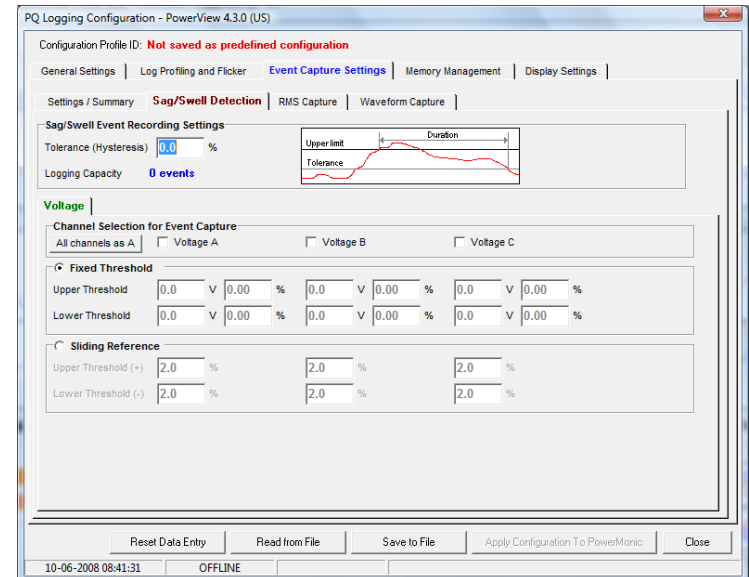 PQ Logging Configuration - PowerView 4.3.0 (US)
Configuration Profile ID: Not saved as predefined configuration
General Settings Log Profiling and Flicker Event Capture Settings Memory Management Display Settings
Settings / Summary Sag/Swell Detection RMS Capture Waveform Capture
Sag/Swell Event Recording Settings
Tolerance (Hysteresis) 0.0 %
Upper limit Duration
Tolerance
Logging Capacity 0 events
Voltage
Channel Selection for Event Capture
All channels as A Voltage A Voltage B Voltage C
Fixed Threshold
Upper Threshold 0.0 V 0.00 % 0.0 V 0.00 % 0.0 V 0.00 %
Lower Threshold 0.0 V 0.00 % 0.0 V 0.00 % 0.0 V 0.00 %
Sliding Reference
Upper Threshold (+) 2.0 % 2.0 % 2.0 %
Lower Threshold (-) 2.0 % 2.0 % 2.0 %
Reset Data Entry Read from File Save to File Apply Configuration To PowerMonic Close
10-06-2008 08:41:31 OFFLINE